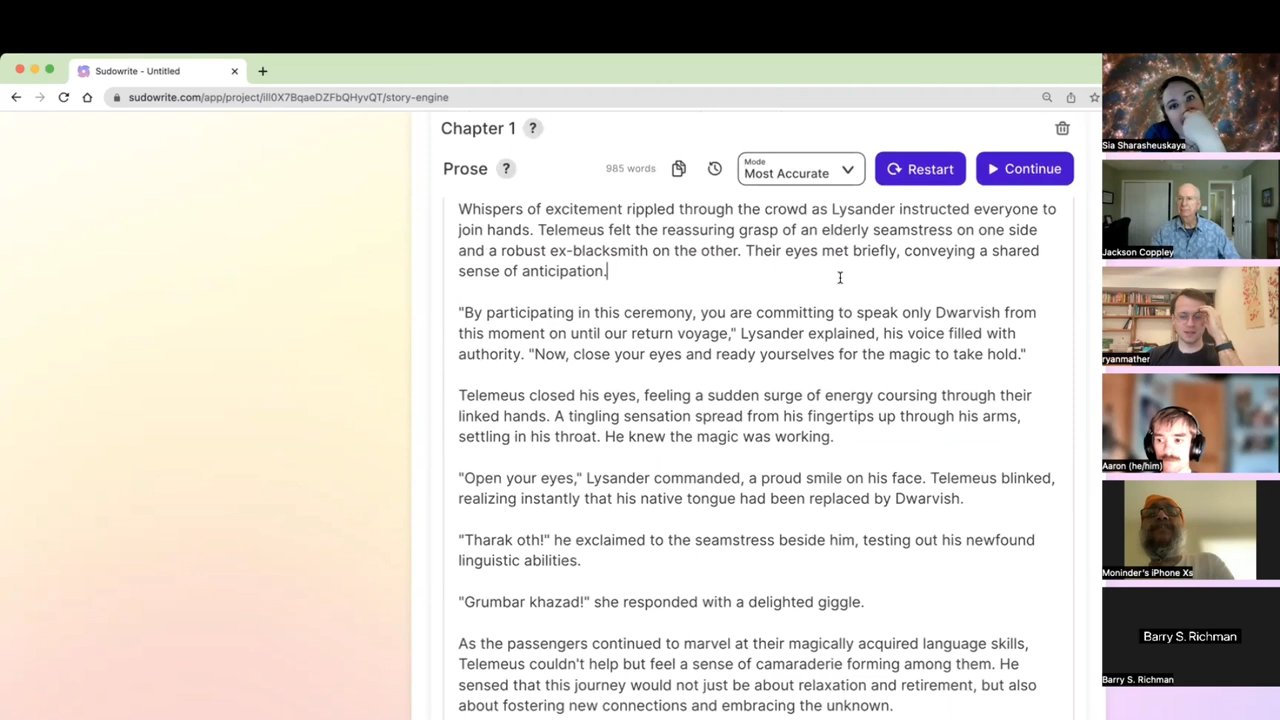 Sudowrite - Untitled
sudowrite.com/app/project/ill0X7BqaeDZFbQHyvQT/story-engine
Chapter 1 ?
Prose ? 985 words Mode Most Accurate Restart Continue
Whispers of excitement rippled through the crowd as Lysander instructed everyone to
join hands. Telemeus felt the reassuring grasp of an elderly seamstress on one side
and a robust ex-blacksmith on the other. Their eyes met briefly, conveying a shared
sense of anticipation.
"By participating in this ceremony, you are committing to speak only Dwarvish from
this moment on until our return voyage," Lysander explained, his voice filled with
authority. "Now, close your eyes and ready yourselves for the magic to take hold."
Telemeus closed his eyes, feeling a sudden surge of energy coursing through their
linked hands. A tingling sensation spread from his fingertips up through his arms,
settling in his throat. He knew the magic was working.
"Open your eyes," Lysander commanded, a proud smile on his face. Telemeus blinked,
realizing instantly that his native tongue had been replaced by Dwarvish.
"Tharak oth!" he exclaimed to the seamstress beside him, testing out his newfound
linguistic abilities.
"Grumbar khazad!" she responded with a delighted giggle.
As the passengers continued to marvel at their magically acquired language skills,
Telemeus couldn't help but feel a sense of camaraderie forming among them. He
sensed that this journey would not just be about relaxation and retirement, but also
about fostering new connections and embracing the unknown.
Sia Sharasheuskaya
Jackson Coppley
ryanmather
Aaron (he/him)
Moninder's iPhone Xs
Barry S. Richman
Barry S. Richman